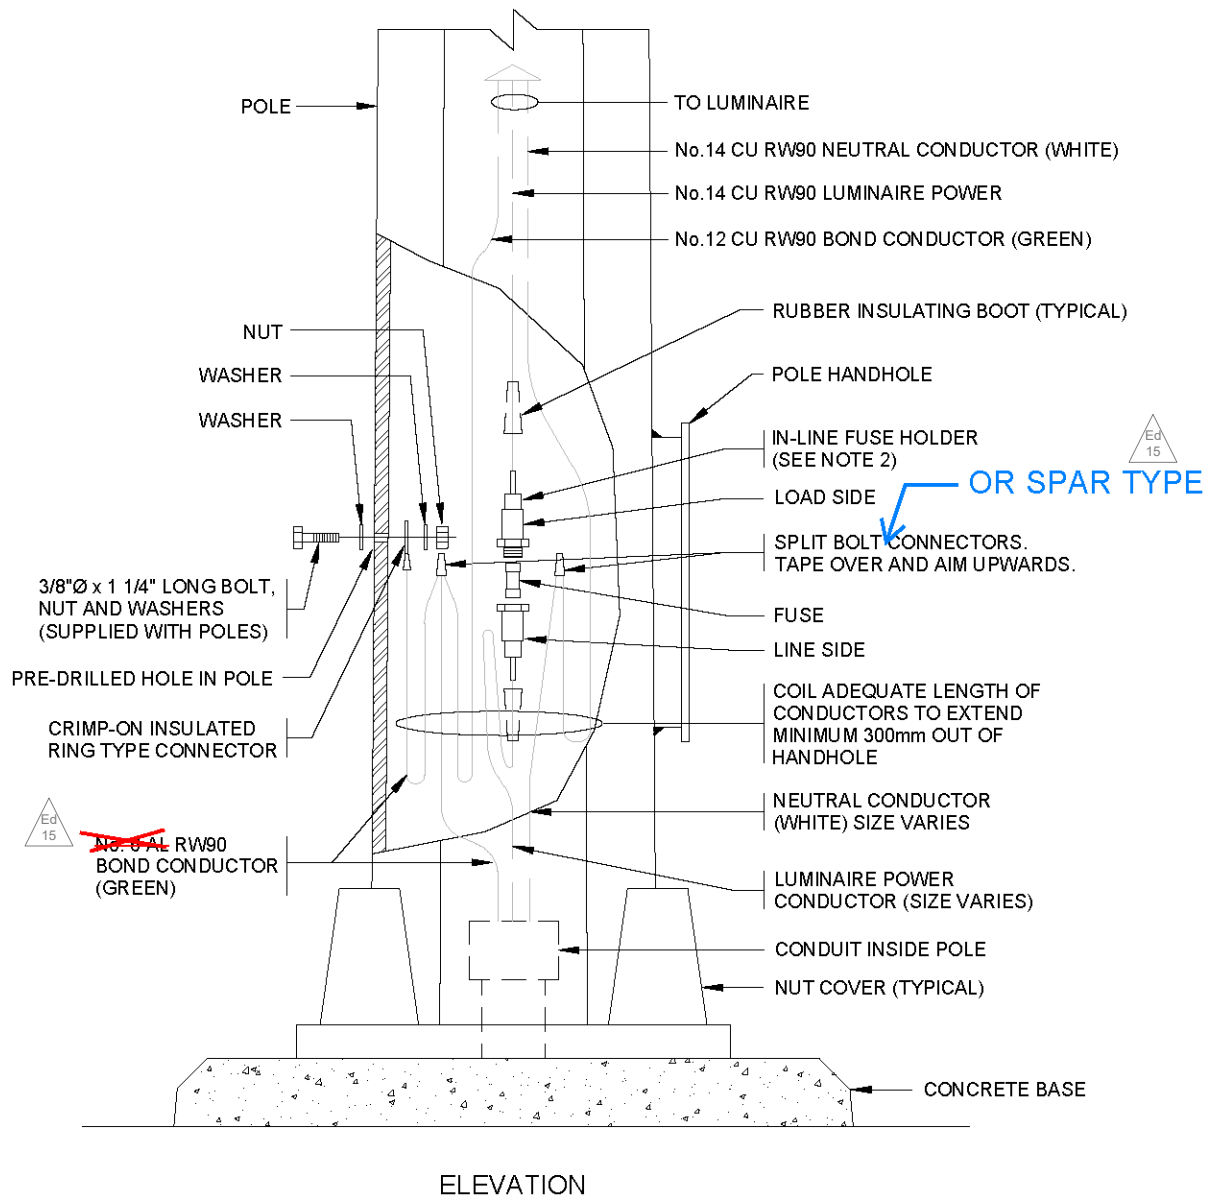 POLE
TO LUMINAIRE
No.14 CU RW90 NEUTRAL CONDUCTOR (WHITE)
No.14 CU RW90 LUMINAIRE POWER
No.12 CU RW90 BOND CONDUCTOR (GREEN)
RUBBER INSULATING BOOT (TYPICAL)
NUT
WASHER
WASHER
POLE HANDHOLE
Ed
15
IN-LINE FUSE HOLDER
(SEE NOTE 2)
OR SPAR TYPE
LOAD SIDE
SPLIT BOLT CONNECTORS.
TAPE OVER AND AIM UPWARDS.
3/8"Ø x 1 1/4" LONG BOLT,
NUT AND WASHERS
(SUPPLIED WITH POLES)
FUSE
LINE SIDE
PRE-DRILLED HOLE IN POLE
COIL ADEQUATE LENGTH OF
CONDUCTORS TO EXTEND
MINIMUM 300mm OUT OF
HANDHOLE
CRIMP-ON INSULATED
RING TYPE CONNECTOR
NEUTRAL CONDUCTOR
(WHITE) SIZE VARIES
Ed
15
No. 6 AL RW90
BOND CONDUCTOR
(GREEN)
LUMINAIRE POWER
CONDUCTOR (SIZE VARIES)
CONDUIT INSIDE POLE
NUT COVER (TYPICAL)
CONCRETE BASE
ELEVATION